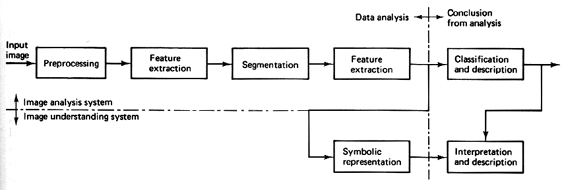 Data analysis
Conclusion
from analysis
Input
image
Preprocessing
Feature
extraction
Segmentation
Feature
extraction
Classification
and description
Image analysis system
Image understanding system
Symbolic
representation
Interpretation
and description